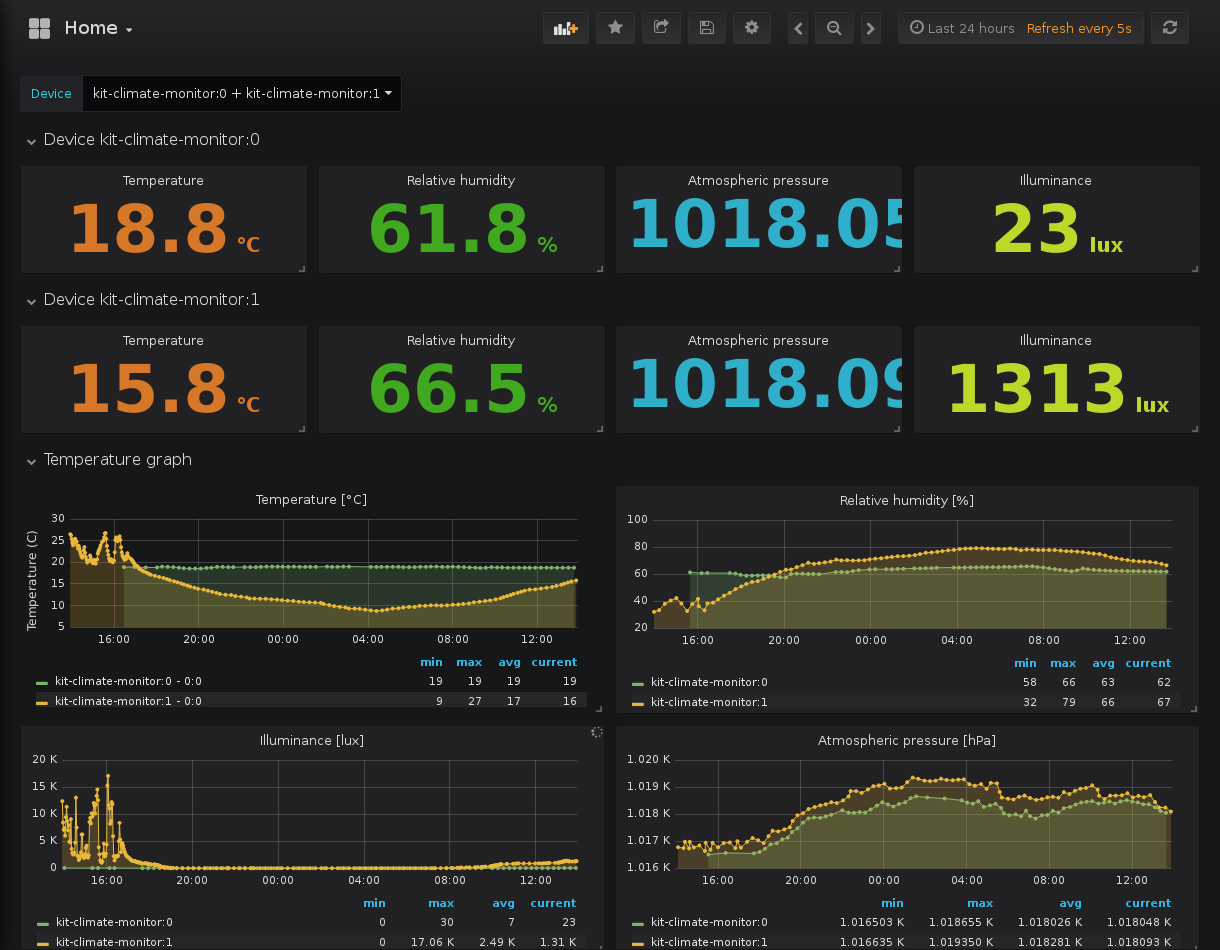 Home
Last 24 hours Refresh every 5s
Device kit-climate-monitor:0 + kit-climate-monitor:1
Device kit-climate-monitor:0
Temperature Relative humidity Atmospheric pressure Illuminance
18.8 °C 61.8 % 1018.05 23 lux
Device kit-climate-monitor:1
Temperature Relative humidity Atmospheric pressure Illuminance
15.8 °C 66.5 % 1018.09 1313 lux
Temperature graph
Temperature [°C]
Temperature (C)
30
25
20
15
10
5
16:00 20:00 00:00 04:00 08:00 12:00
min max avg current
kit-climate-monitor:0 - 0:0 19 19 19 19
kit-climate-monitor:1 - 0:0 9 27 17 16
Relative humidity [%]
100
80
60
40
20
16:00 20:00 00:00 04:00 08:00 12:00
min max avg current
kit-climate-monitor:0 58 66 63 62
kit-climate-monitor:1 32 79 66 67
Illuminance [lux]
20 K
15 K
10 K
5 K
0
16:00 20:00 00:00 04:00 08:00 12:00
min max avg current
kit-climate-monitor:0 0 30 7 23
kit-climate-monitor:1 0 17.06 K 2.49 K 1.31 K
Atmospheric pressure [hPa]
1.020 K
1.019 K
1.018 K
1.017 K
1.016 K
16:00 20:00 00:00 04:00 08:00 12:00
min max avg current
kit-climate-monitor:0 1.016503 K 1.018655 K 1.018026 K 1.018048 K
kit-climate-monitor:1 1.016635 K 1.019350 K 1.018281 K 1.018093 K